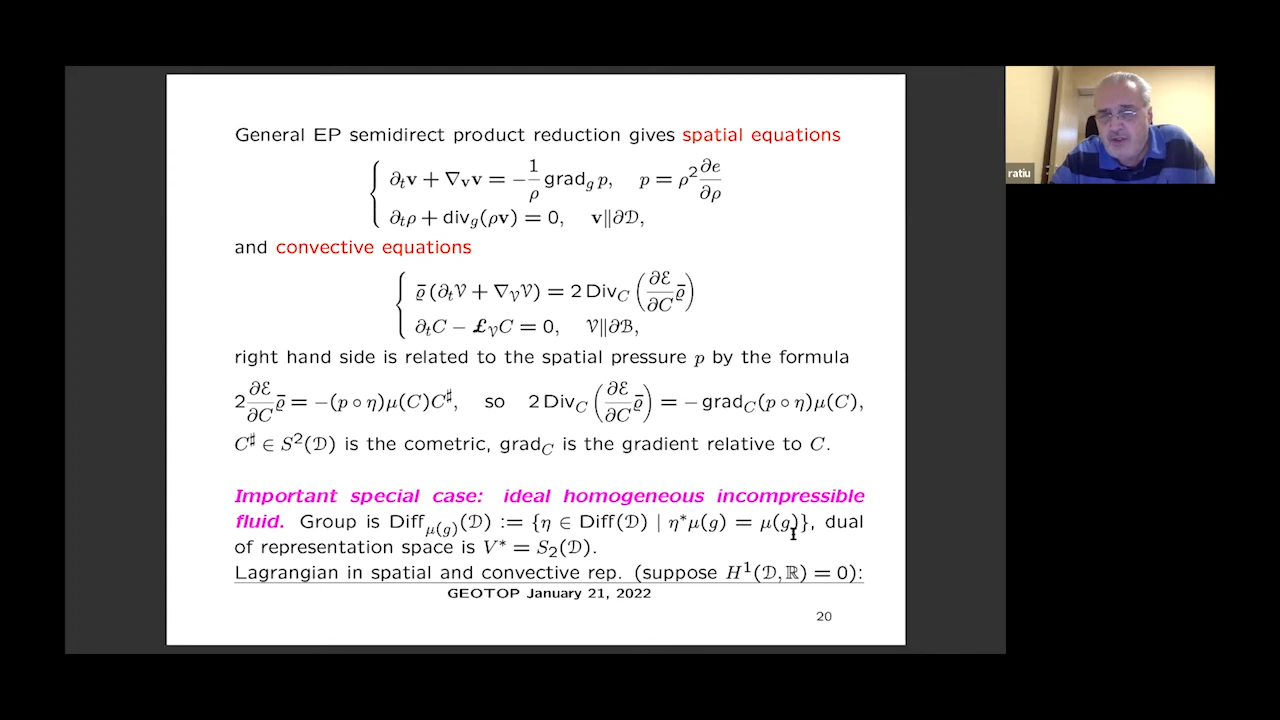 General EP semidirect product reduction gives spatial equations
∂ₜv + ∇ᵥv = −(1/ρ) grad_g p,   p = ρ² ∂e/∂ρ
∂ₜρ + div_g(ρv) = 0,   v∥∂𝒟,
and convective equations
ϱ̄ (∂ₜ𝒱 + ∇_𝒱 𝒱) = 2 Div_C (∂ℰ/∂C ϱ̄)
∂ₜC − £_𝒱 C = 0,   𝒱∥∂ℬ,
right hand side is related to the spatial pressure p by the formula
2 ∂ℰ/∂C ϱ̄ = −(p ∘ η)μ(C)C♯,   so   2 Div_C (∂ℰ/∂C ϱ̄) = − grad_C(p ∘ η)μ(C),
C♯ ∈ S²(𝒟) is the cometric, grad_C is the gradient relative to C.
Important special case: ideal homogeneous incompressible
fluid. Group is Diff_μ(g)(𝒟) := {η ∈ Diff(𝒟) | η*μ(g) = μ(g)}, dual
of representation space is V* = S₂(𝒟).
Lagrangian in spatial and convective rep. (suppose H¹(𝒟, ℝ) = 0):
GEOTOP January 21, 2022
20
ratiu